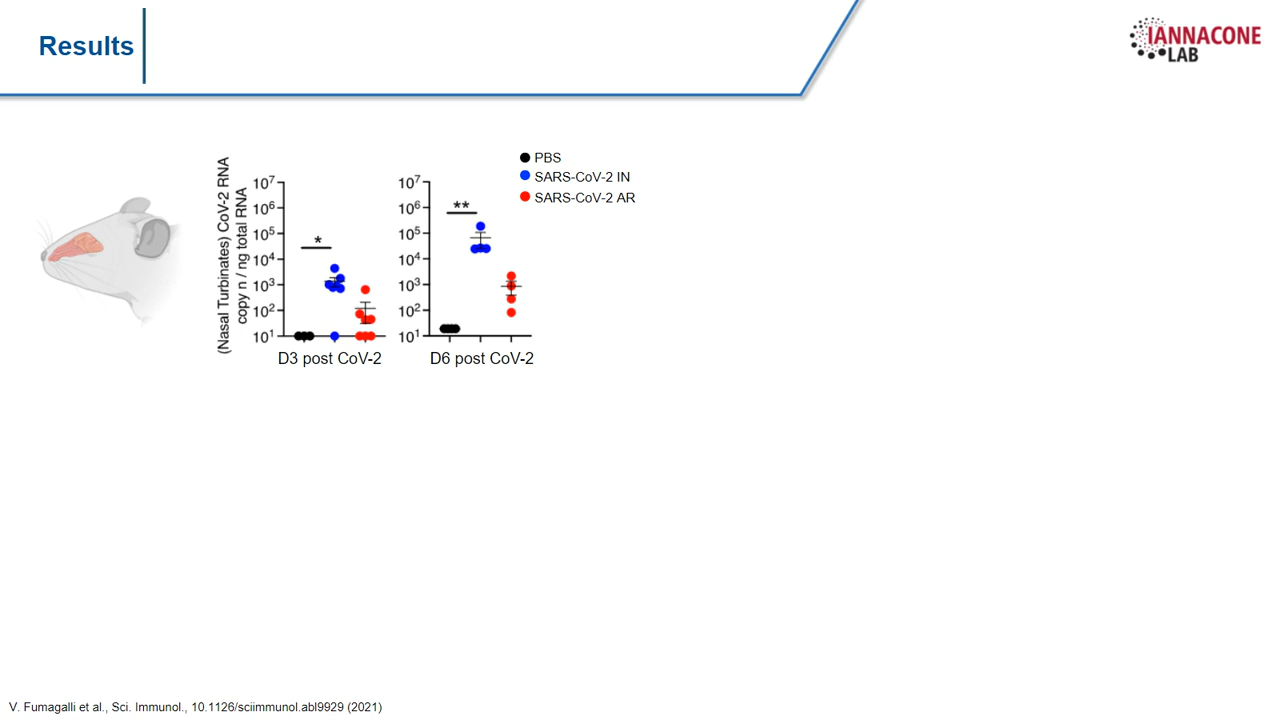 Results
IANNACONE
LAB
PBS
SARS-CoV-2 IN
SARS-CoV-2 AR
(Nasal Turbinates) CoV-2 RNA
copy n / ng total RNA
10⁷
10⁶
10⁵
10⁴
10³
10²
10¹
*
D3 post CoV-2
10⁷
10⁶
10⁵
10⁴
10³
10²
10¹
**
D6 post CoV-2
V. Fumagalli et al., Sci. Immunol., 10.1126/sciimmunol.abl9929 (2021)